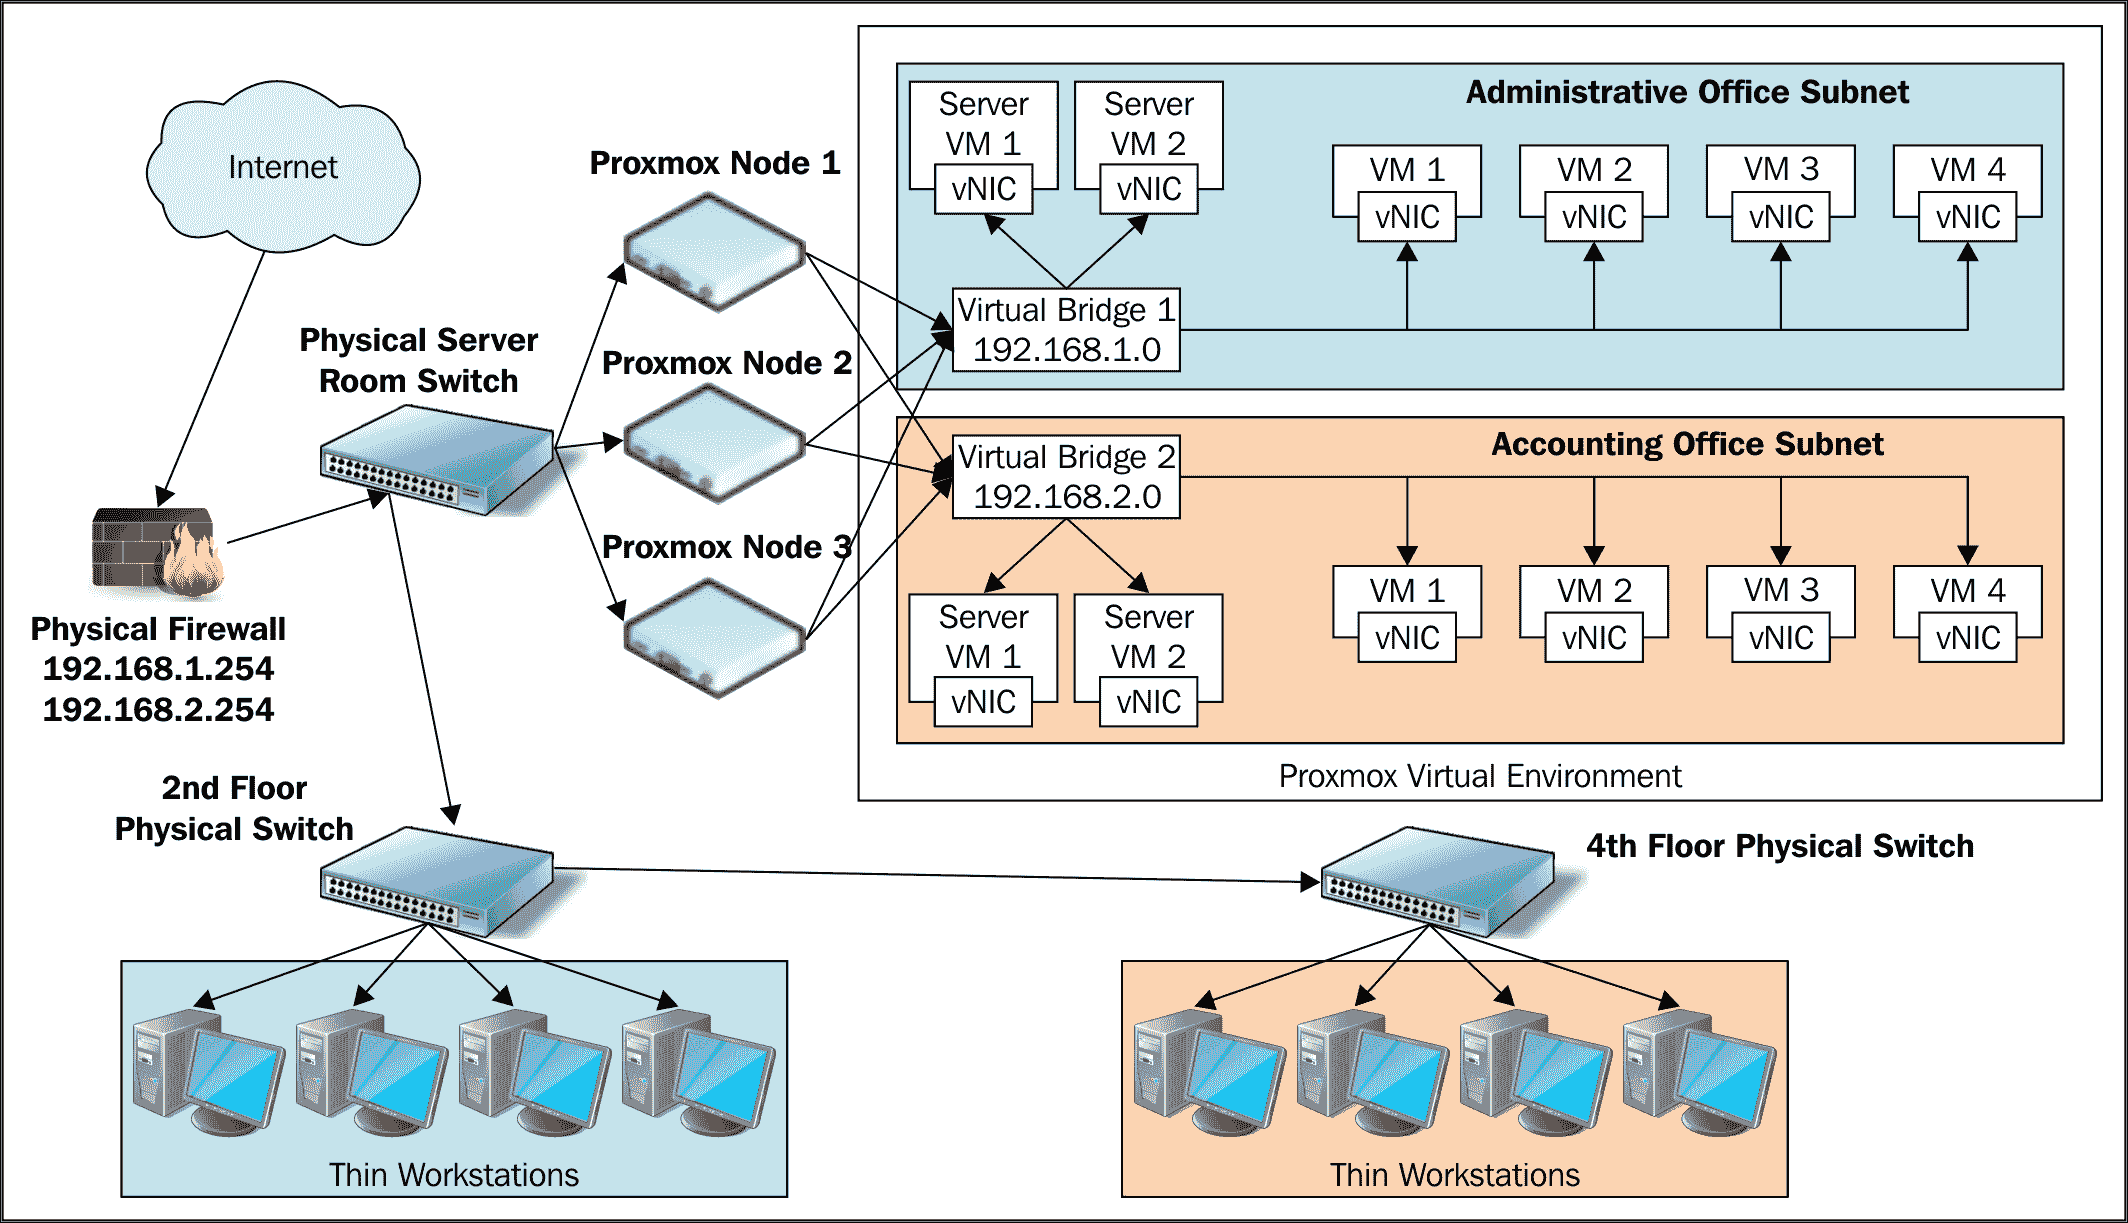 Internet
Physical Firewall
192.168.1.254
192.168.2.254
Physical Server
Room Switch
Proxmox Node 1
Proxmox Node 2
Proxmox Node 3
Administrative Office Subnet
Server
VM 1
vNIC
Server
VM 2
vNIC
VM 1
vNIC
VM 2
vNIC
VM 3
vNIC
VM 4
vNIC
Virtual Bridge 1
192.168.1.0
Accounting Office Subnet
Virtual Bridge 2
192.168.2.0
Server
VM 1
vNIC
Server
VM 2
vNIC
VM 1
vNIC
VM 2
vNIC
VM 3
vNIC
VM 4
vNIC
Proxmox Virtual Environment
2nd Floor
Physical Switch
4th Floor Physical Switch
Thin Workstations
Thin Workstations